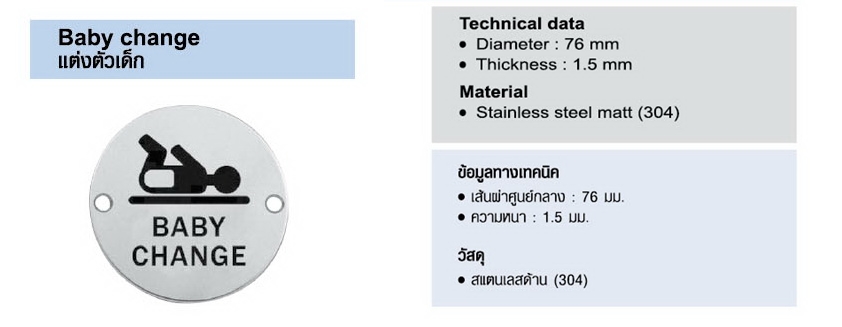 Baby change
แต่งตัวเด็ก
BABY
CHANGE
Technical data
• Diameter : 76 mm
• Thickness : 1.5 mm
Material
• Stainless steel matt (304)
ข้อมูลทางเทคนิค
• เส้นผ่าศูนย์กลาง : 76 มม.
• ความหนา : 1.5 มม.
วัสดุ
• สแตนเลสด้าน (304)